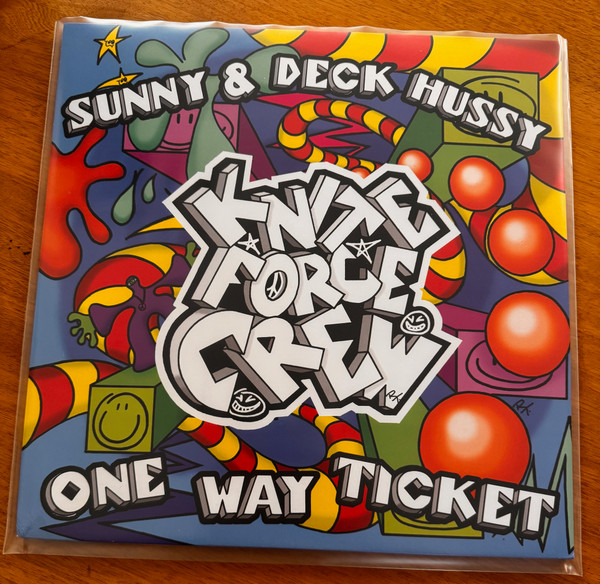 SUNNY & DECK HUSSY
KNITE
FORCE
CREW
ONE WAY TICKET